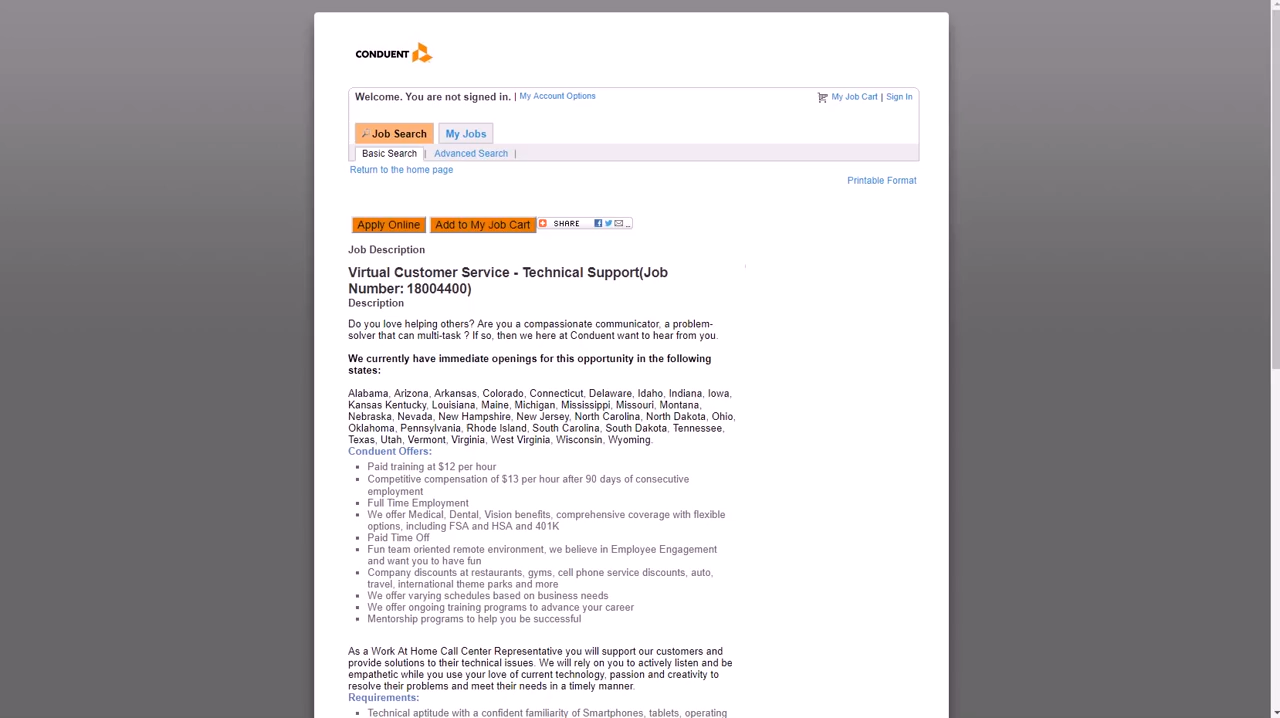 CONDUENT
Welcome. You are not signed in. | My Account Options
My Job Cart | Sign In
Job Search
My Jobs
Basic Search | Advanced Search |
Return to the home page
Printable Format
Apply Online
Add to My Job Cart
SHARE
Job Description
Virtual Customer Service - Technical Support(Job
Number: 18004400)
Description
Do you love helping others? Are you a compassionate communicator, a problem-
solver that can multi-task ? If so, then we here at Conduent want to hear from you.
We currently have immediate openings for this opportunity in the following
states:
Alabama, Arizona, Arkansas, Colorado, Connecticut, Delaware, Idaho, Indiana, Iowa,
Kansas Kentucky, Louisiana, Maine, Michigan, Mississippi, Missouri, Montana,
Nebraska, Nevada, New Hampshire, New Jersey, North Carolina, North Dakota, Ohio,
Oklahoma, Pennsylvania, Rhode Island, South Carolina, South Dakota, Tennessee,
Texas, Utah, Vermont, Virginia, West Virginia, Wisconsin, Wyoming.
Conduent Offers:
Paid training at $12 per hour
Competitive compensation of $13 per hour after 90 days of consecutive
employment
Full Time Employment
We offer Medical, Dental, Vision benefits, comprehensive coverage with flexible
options, including FSA and HSA and 401K
Paid Time Off
Fun team oriented remote environment, we believe in Employee Engagement
and want you to have fun
Company discounts at restaurants, gyms, cell phone service discounts, auto,
travel, international theme parks and more
We offer varying schedules based on business needs
We offer ongoing training programs to advance your career
Mentorship programs to help you be successful
As a Work At Home Call Center Representative you will support our customers and
provide solutions to their technical issues. We will rely on you to actively listen and be
empathetic while you use your love of current technology, passion and creativity to
resolve their problems and meet their needs in a timely manner.
Requirements:
Technical aptitude with a confident familiarity of Smartphones, tablets, operating